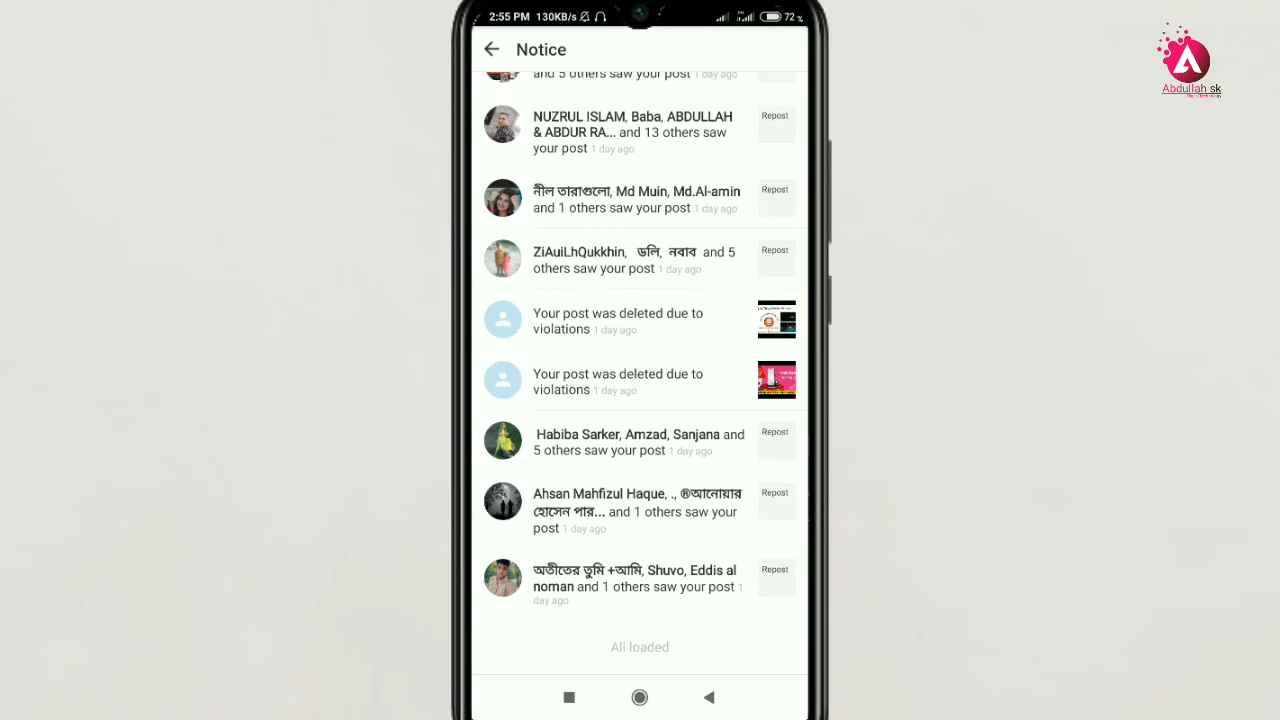 2:55 PM 130KB/s 72 %
Abdullah sk
Notice
and 5 others saw your post 1 day ago
NUZRUL ISLAM, Baba, ABDULLAH
& ABDUR RA... and 13 others saw
your post 1 day ago
Repost
নীল তারাগুলো, Md Muin, Md.Al-amin
and 1 others saw your post 1 day ago
Repost
ZiAuiLhQukkhin, ডলি, নবাব and 5
others saw your post 1 day ago
Repost
Your post was deleted due to
violations 1 day ago
Your post was deleted due to
violations 1 day ago
Habiba Sarker, Amzad, Sanjana and
5 others saw your post 1 day ago
Repost
Ahsan Mahfizul Haque, ., ®আনোয়ার
হোসেন পার... and 1 others saw your
post 1 day ago
Repost
অতীতের তুমি +আমি, Shuvo, Eddis al
noman and 1 others saw your post 1
day ago
Repost
All loaded